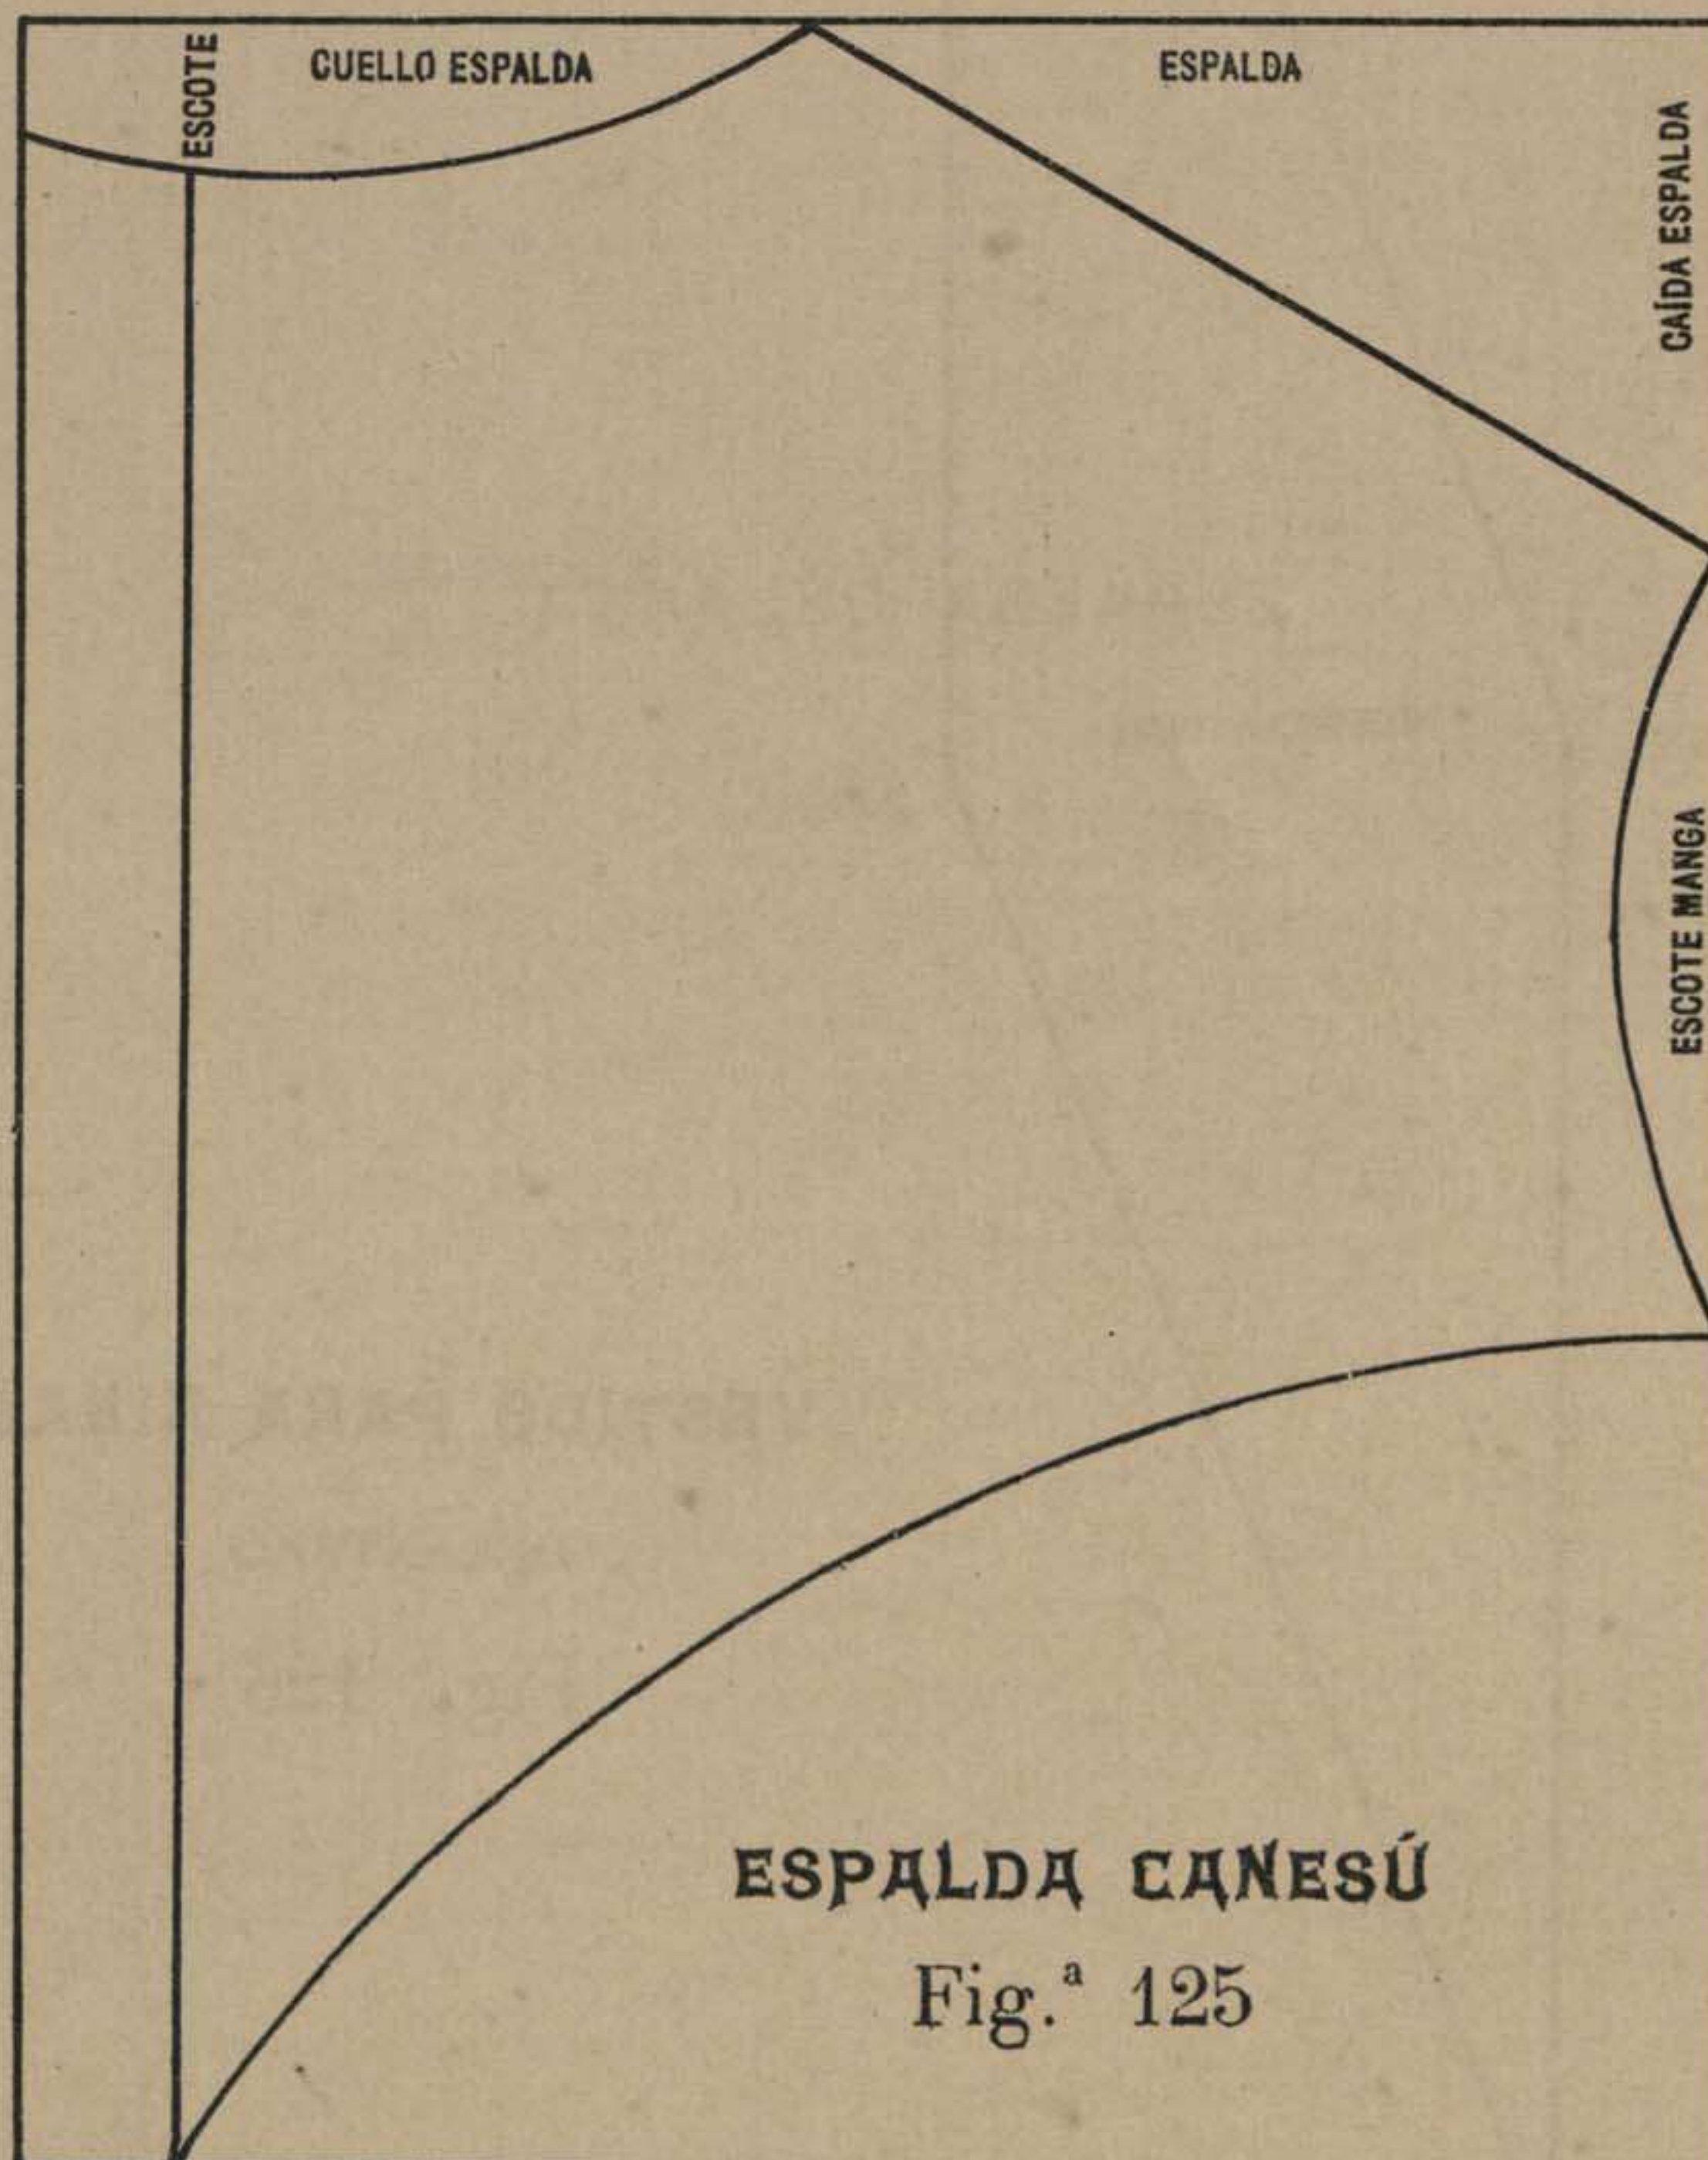 ESCOTE
CUELLO ESPALDA
ESPALDA
CAÍDA ESPALDA
ESCOTE MANGA
ESPALDA CANESÚ
Fig.ª 125